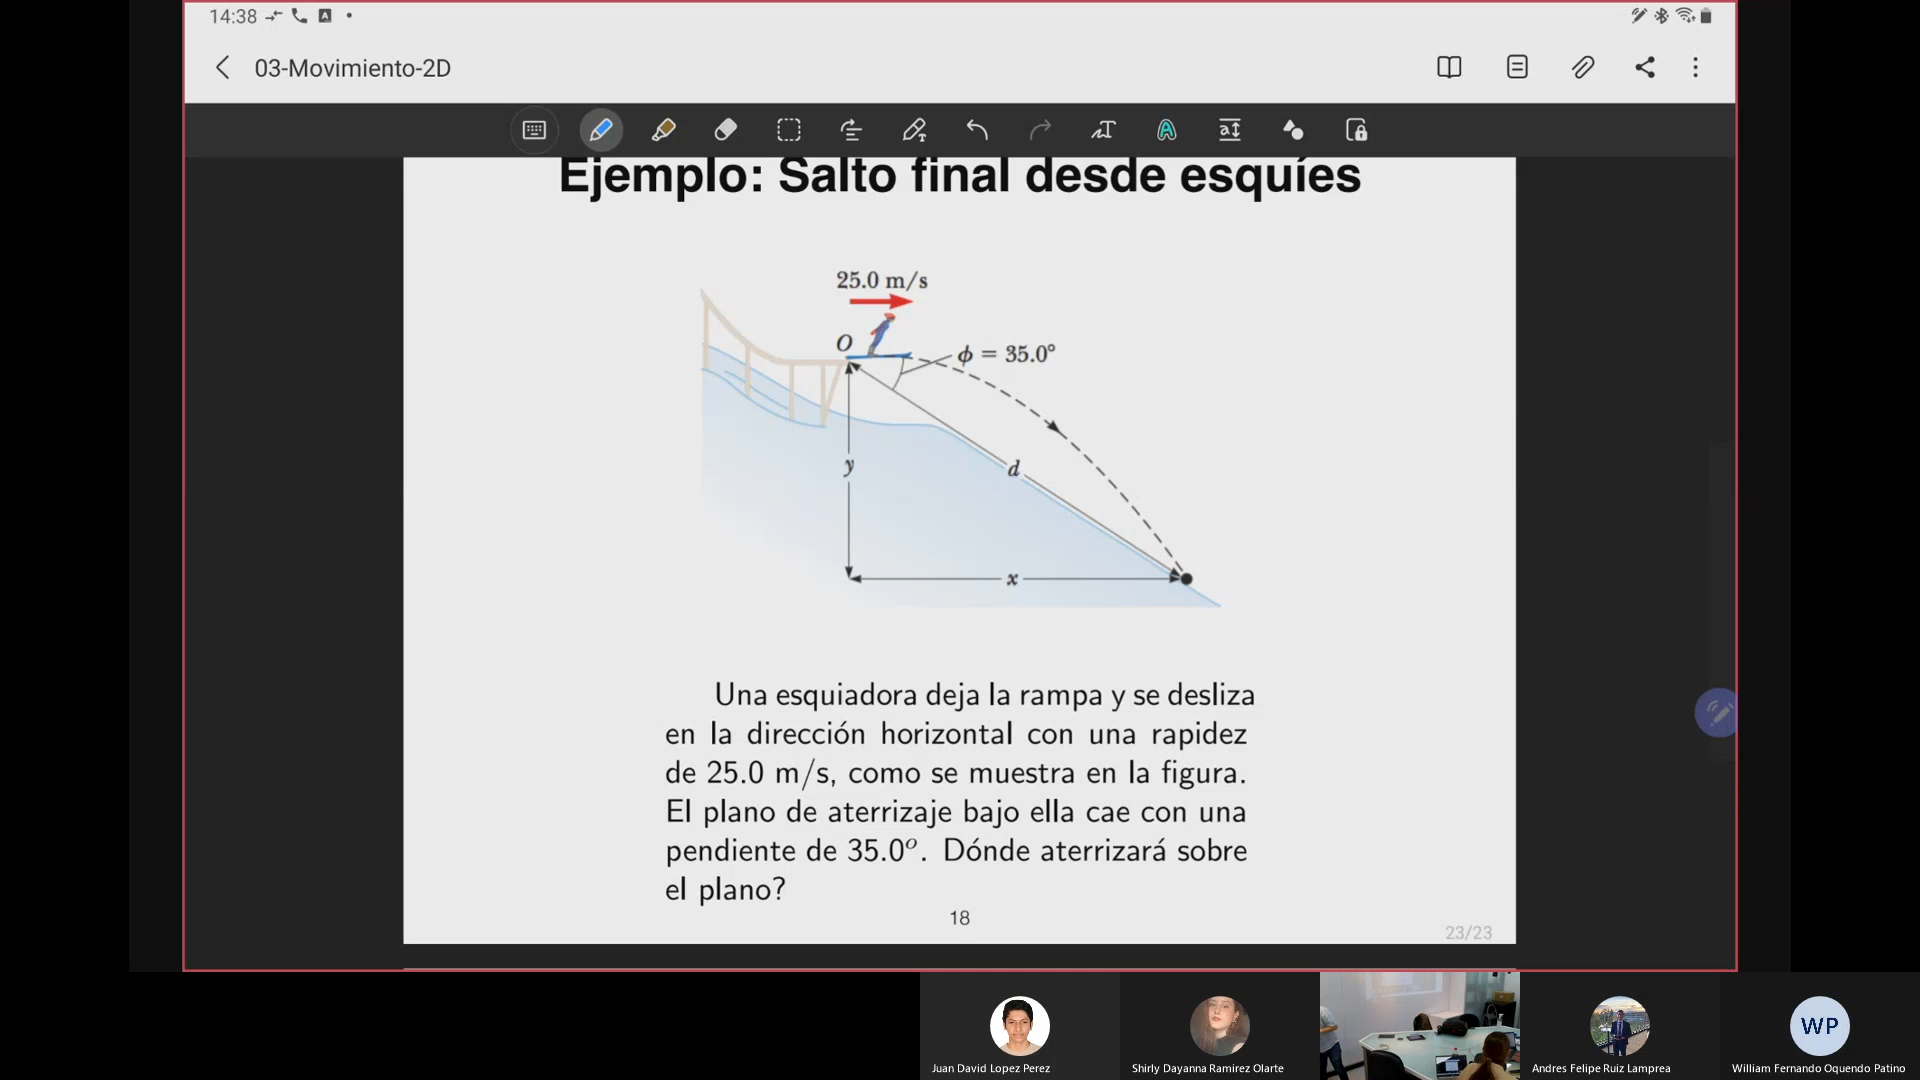 14:38
03-Movimiento-2D
Ejemplo: Salto final desde esquíes
25.0 m/s
O
ϕ = 35.0°
y
d
x
Una esquiadora deja la rampa y se desliza
en la dirección horizontal con una rapidez
de 25.0 m/s, como se muestra en la figura.
El plano de aterrizaje bajo ella cae con una
pendiente de 35.0º. Dónde aterrizará sobre
el plano?
18
23/23
WP
Juan David Lopez Perez
Shirly Dayanna Ramirez Olarte
Andres Felipe Ruiz Lamprea
William Fernando Oquendo Patino